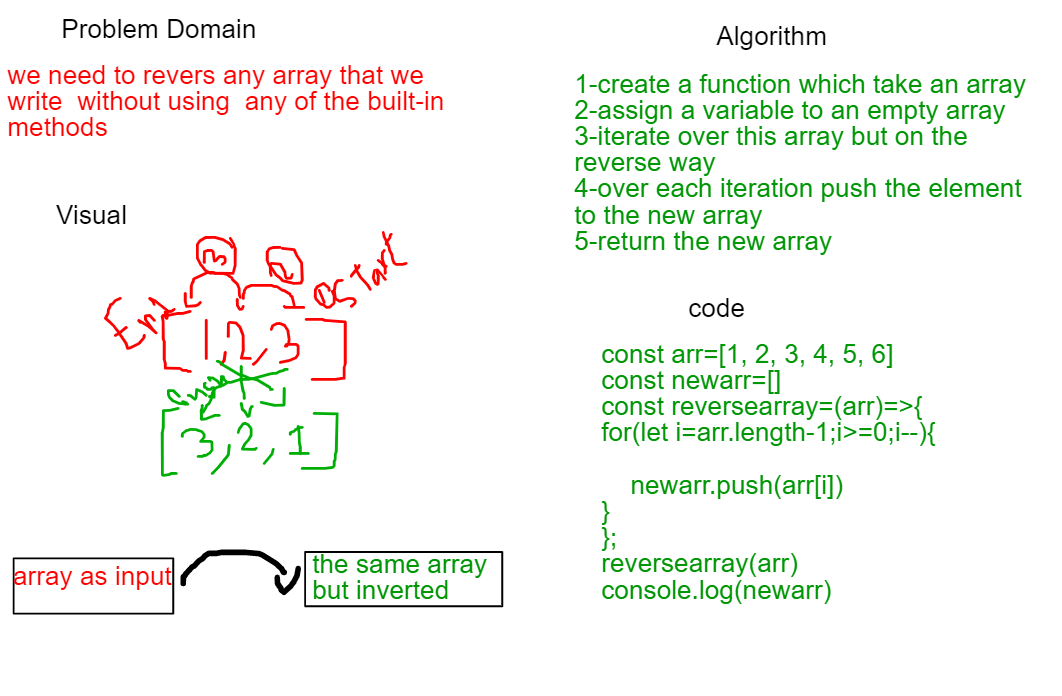 Problem Domain
we need to revers any array that we
write without using any of the built-in
methods
Visual
3
2
Start
End
[1,2,3]
[3,2,1]
array as input
the same array
but inverted
Algorithm
1-create a function which take an array
2-assign a variable to an empty array
3-iterate over this array but on the
reverse way
4-over each iteration push the element
to the new array
5-return the new array
code
const arr=[1, 2, 3, 4, 5, 6]
const newarr=[]
const reversearray=(arr)=>{
for(let i=arr.length-1;i>=0;i--){
newarr.push(arr[i])
}
};
reversearray(arr)
console.log(newarr)